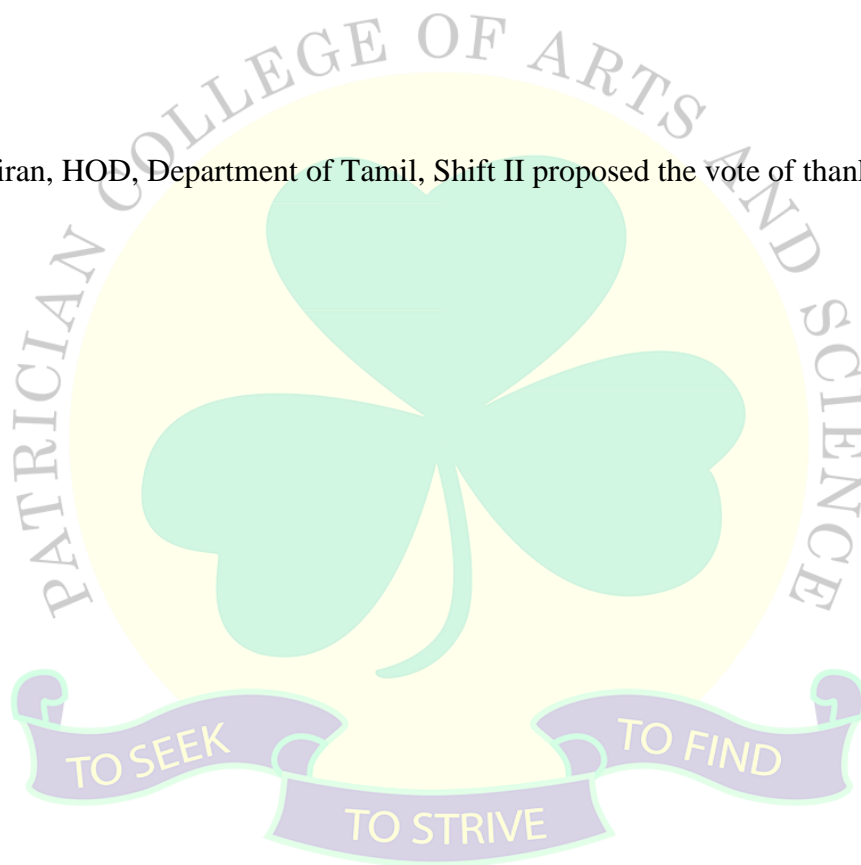 PATRICIAN COLLEGE OF ARTS AND SCIENCE
iran, HOD, Department of Tamil, Shift II proposed the vote of than
TO SEEK
TO STRIVE
TO FIND